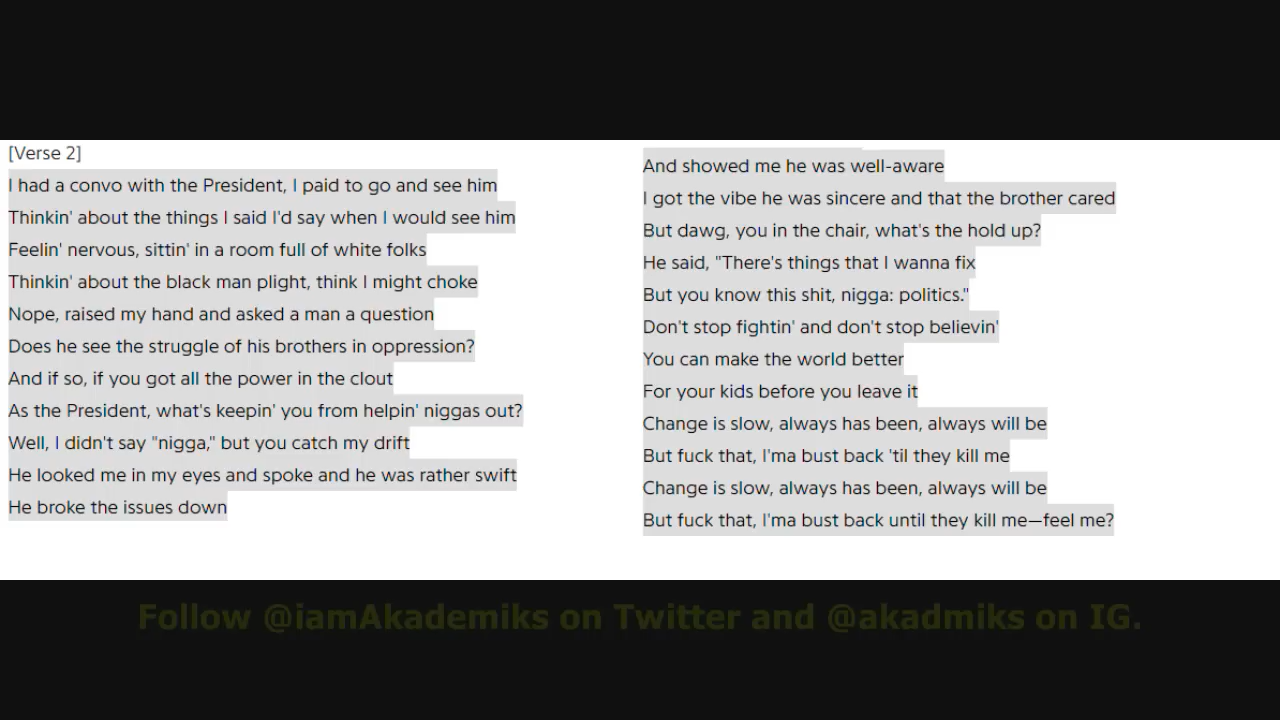 [Verse 2]
I had a convo with the President, I paid to go and see him
Thinkin' about the things I said I'd say when I would see him
Feelin' nervous, sittin' in a room full of white folks
Thinkin' about the black man plight, think I might choke
Nope, raised my hand and asked a man a question
Does he see the struggle of his brothers in oppression?
And if so, if you got all the power in the clout
As the President, what's keepin' you from helpin' niggas out?
Well, I didn't say "nigga," but you catch my drift
He looked me in my eyes and spoke and he was rather swift
He broke the issues down
And showed me he was well-aware
I got the vibe he was sincere and that the brother cared
But dawg, you in the chair, what's the hold up?
He said, "There's things that I wanna fix
But you know this shit, nigga: politics."
Don't stop fightin' and don't stop believin'
You can make the world better
For your kids before you leave it
Change is slow, always has been, always will be
But fuck that, I'ma bust back 'til they kill me
Change is slow, always has been, always will be
But fuck that, I'ma bust back until they kill me—feel me?
Follow @iamAkademiks on Twitter and @akadmiks on IG.